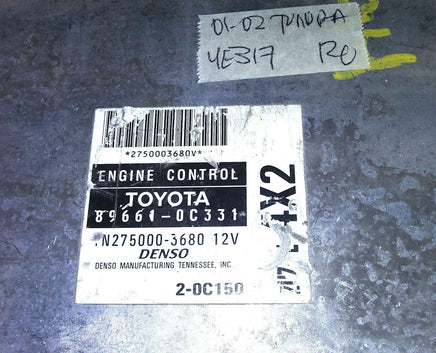 01-02 TUNDRA
4E317 RO
*2750003680V*
ENGINE CONTROL
TOYOTA
89661-0C331
N275000-3680 12V
DENSO
DENSO MANUFACTURING TENNESSEE, INC.
2-0C150
4X2